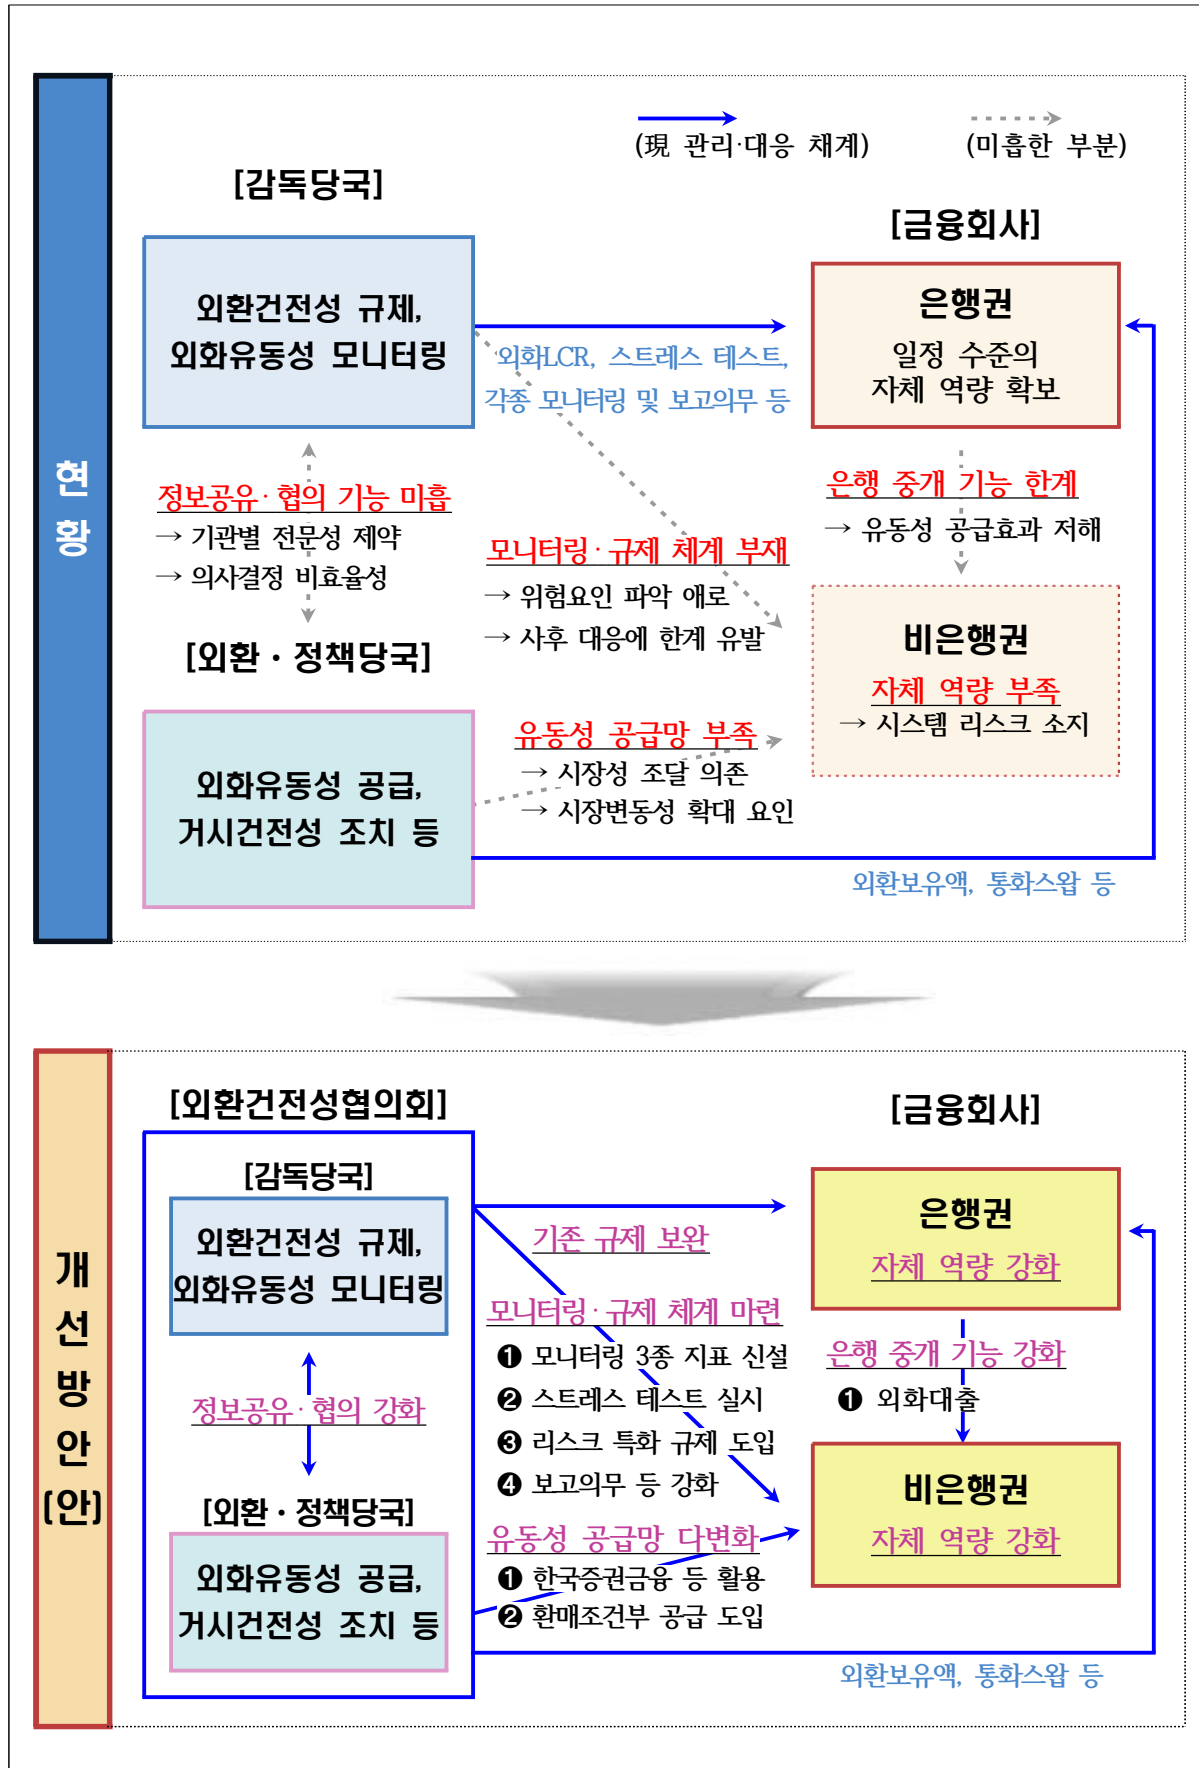 현황
(現 관리·대응 채계)
(미흡한 부분)
[감독당국]
[금융회사]
외환건전성 규제,
외화유동성 모니터링
은행권
일정 수준의
자체 역량 확보
외화LCR, 스트레스 테스트,
각종 모니터링 및 보고의무 등
정보공유·협의 기능 미흡
→ 기관별 전문성 제약
→ 의사결정 비효율성
은행 중개 기능 한계
→ 유동성 공급효과 저해
모니터링·규제 체계 부재
→ 위험요인 파악 애로
→ 사후 대응에 한계 유발
[외환·정책당국]
비은행권
자체 역량 부족
→ 시스템 리스크 소지
외화유동성 공급,
거시건전성 조치 등
유동성 공급망 부족
→ 시장성 조달 의존
→ 시장변동성 확대 요인
외환보유액, 통화스왑 등
개선방안(안)
[외환건전성협의회]
[금융회사]
[감독당국]
외환건전성 규제,
외화유동성 모니터링
은행권
자체 역량 강화
기존 규제 보완
모니터링·규제 체계 마련
❶ 모니터링 3종 지표 신설
❷ 스트레스 테스트 실시
❸ 리스크 특화 규제 도입
❹ 보고의무 등 강화
은행 중개 기능 강화
❶ 외화대출
정보공유·협의 강화
[외환·정책당국]
비은행권
자체 역량 강화
외화유동성 공급,
거시건전성 조치 등
유동성 공급망 다변화
❶ 한국증권금융 등 활용
❷ 환매조건부 공급 도입
외환보유액, 통화스왑 등